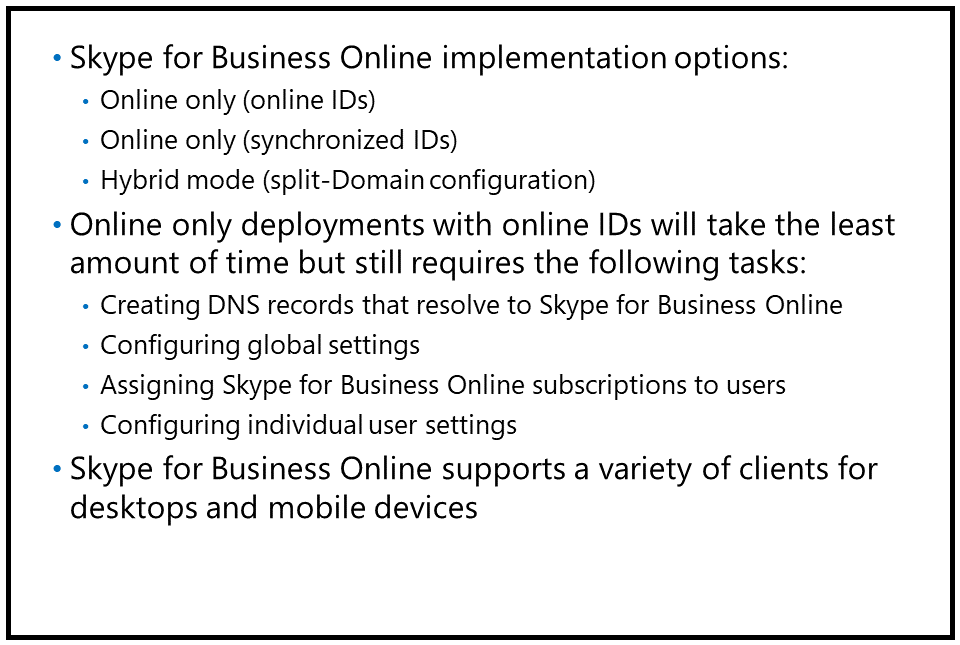 • Skype for Business Online implementation options:
• Online only (online IDs)
• Online only (synchronized IDs)
• Hybrid mode (split-Domain configuration)
• Online only deployments with online IDs will take the least
amount of time but still requires the following tasks:
• Creating DNS records that resolve to Skype for Business Online
• Configuring global settings
• Assigning Skype for Business Online subscriptions to users
• Configuring individual user settings
• Skype for Business Online supports a variety of clients for
desktops and mobile devices